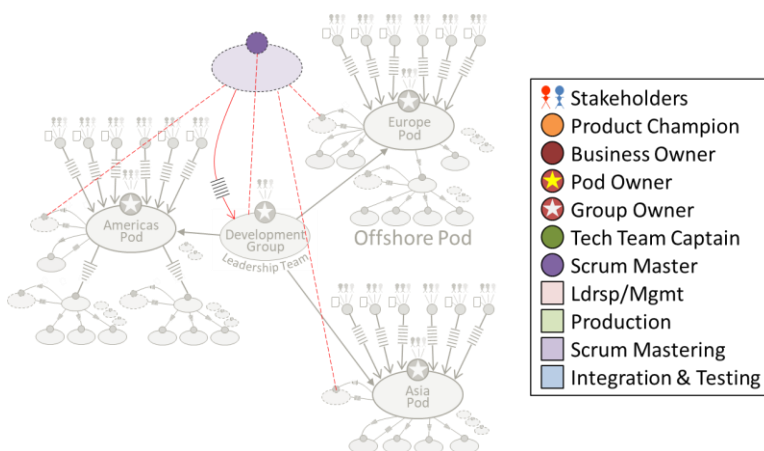 Europe
Pod
Americas
Pod
Development
Group
Leadership Team
Offshore Pod
Asia
Pod
Stakeholders
Product Champion
Business Owner
Pod Owner
Group Owner
Tech Team Captain
Scrum Master
Ldrsp/Mgmt
Production
Scrum Mastering
Integration & Testing